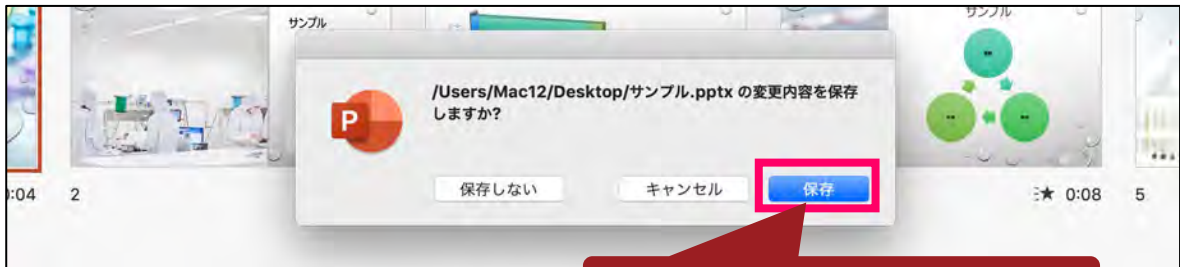 サンプル
サンプル
P
/Users/Mac12/Desktop/サンプル.pptx の変更内容を保存
しますか?
保存しない
キャンセル
保存
:04
2
0:08
5